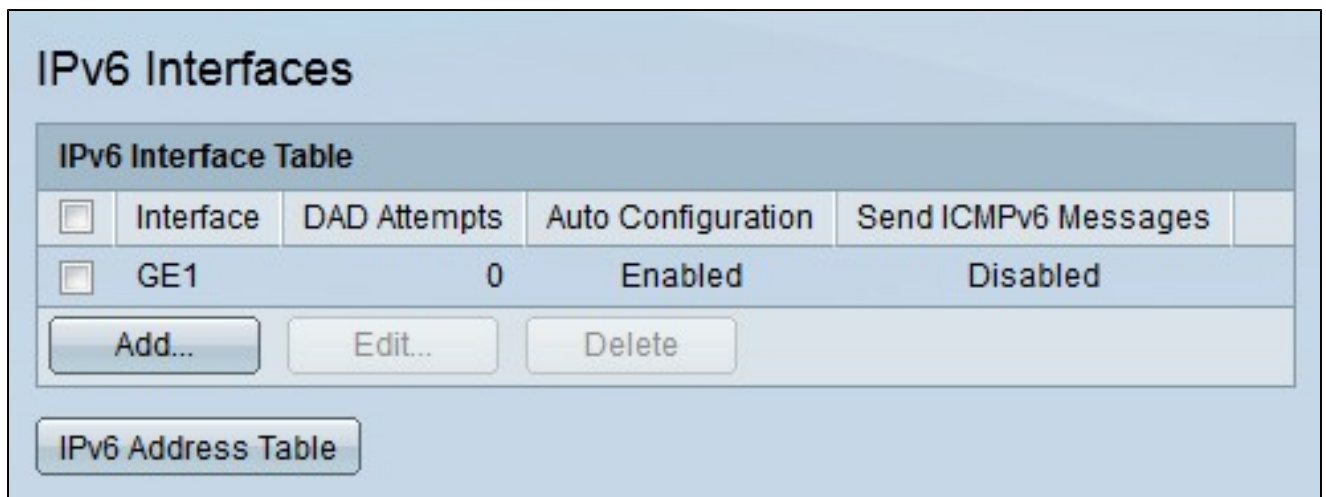 IPv6 Interfaces
IPv6 Interface Table
Interface DAD Attempts Auto Configuration Send ICMPv6 Messages
GE1 0 Enabled Disabled
Add... Edit... Delete
IPv6 Address Table